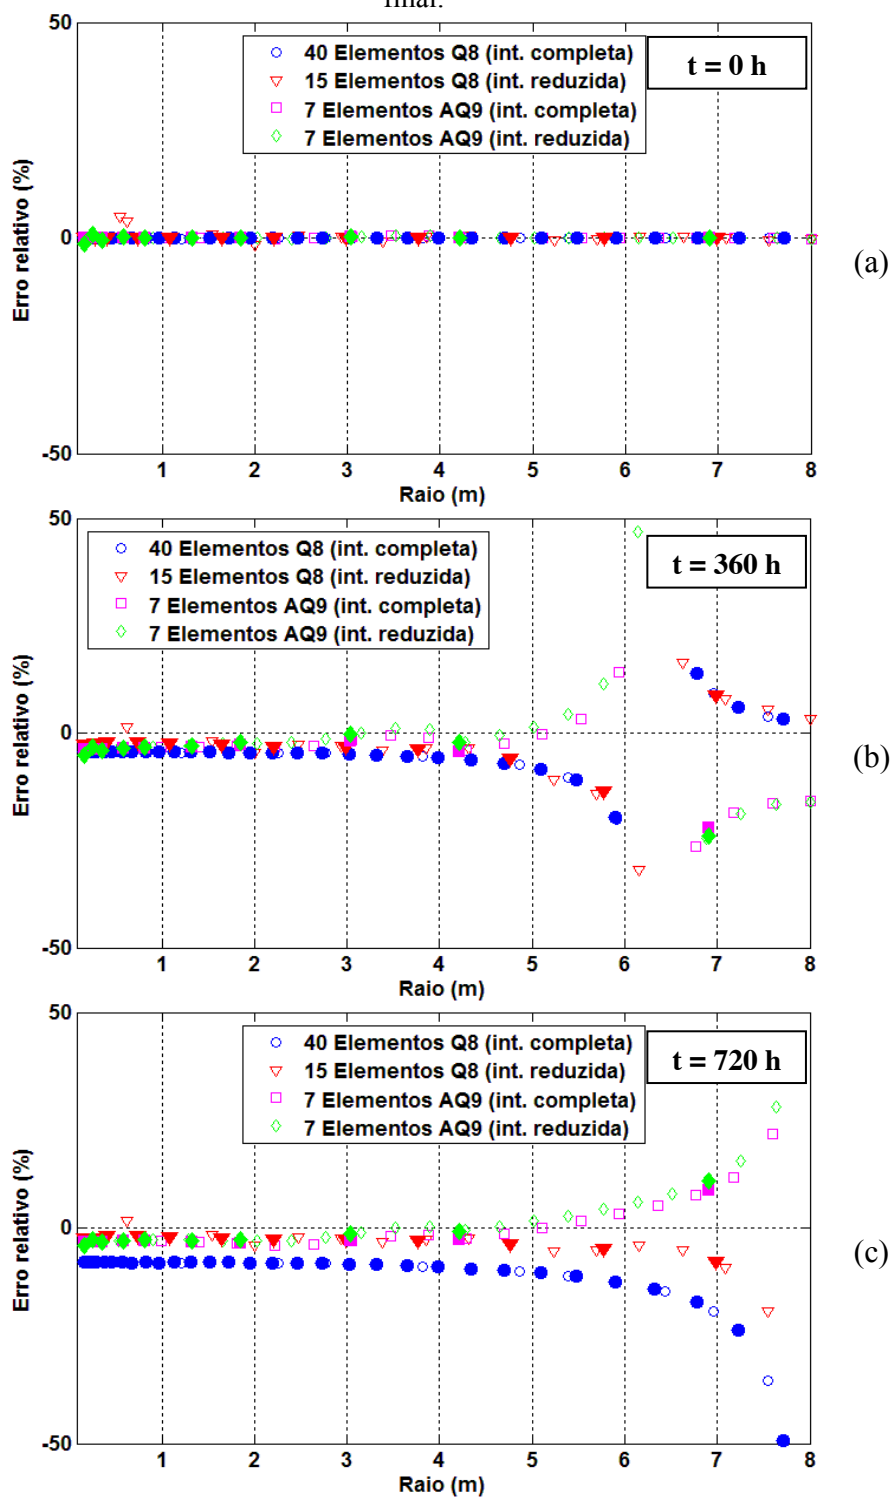 final.
50
40 Elementos Q8 (int. completa)
15 Elementos Q8 (int. reduzida)
7 Elementos AQ9 (int. completa)
7 Elementos AQ9 (int. reduzida)
t = 0 h
Erro relativo (%)
0
(a)
-50
1 2 3 4 5 6 7 8
Raio (m)
50
40 Elementos Q8 (int. completa)
15 Elementos Q8 (int. reduzida)
7 Elementos AQ9 (int. completa)
7 Elementos AQ9 (int. reduzida)
t = 360 h
Erro relativo (%)
0
(b)
-50
1 2 3 4 5 6 7 8
Raio (m)
50
40 Elementos Q8 (int. completa)
15 Elementos Q8 (int. reduzida)
7 Elementos AQ9 (int. completa)
7 Elementos AQ9 (int. reduzida)
t = 720 h
Erro relativo (%)
0
(c)
-50
1 2 3 4 5 6 7 8
Raio (m)